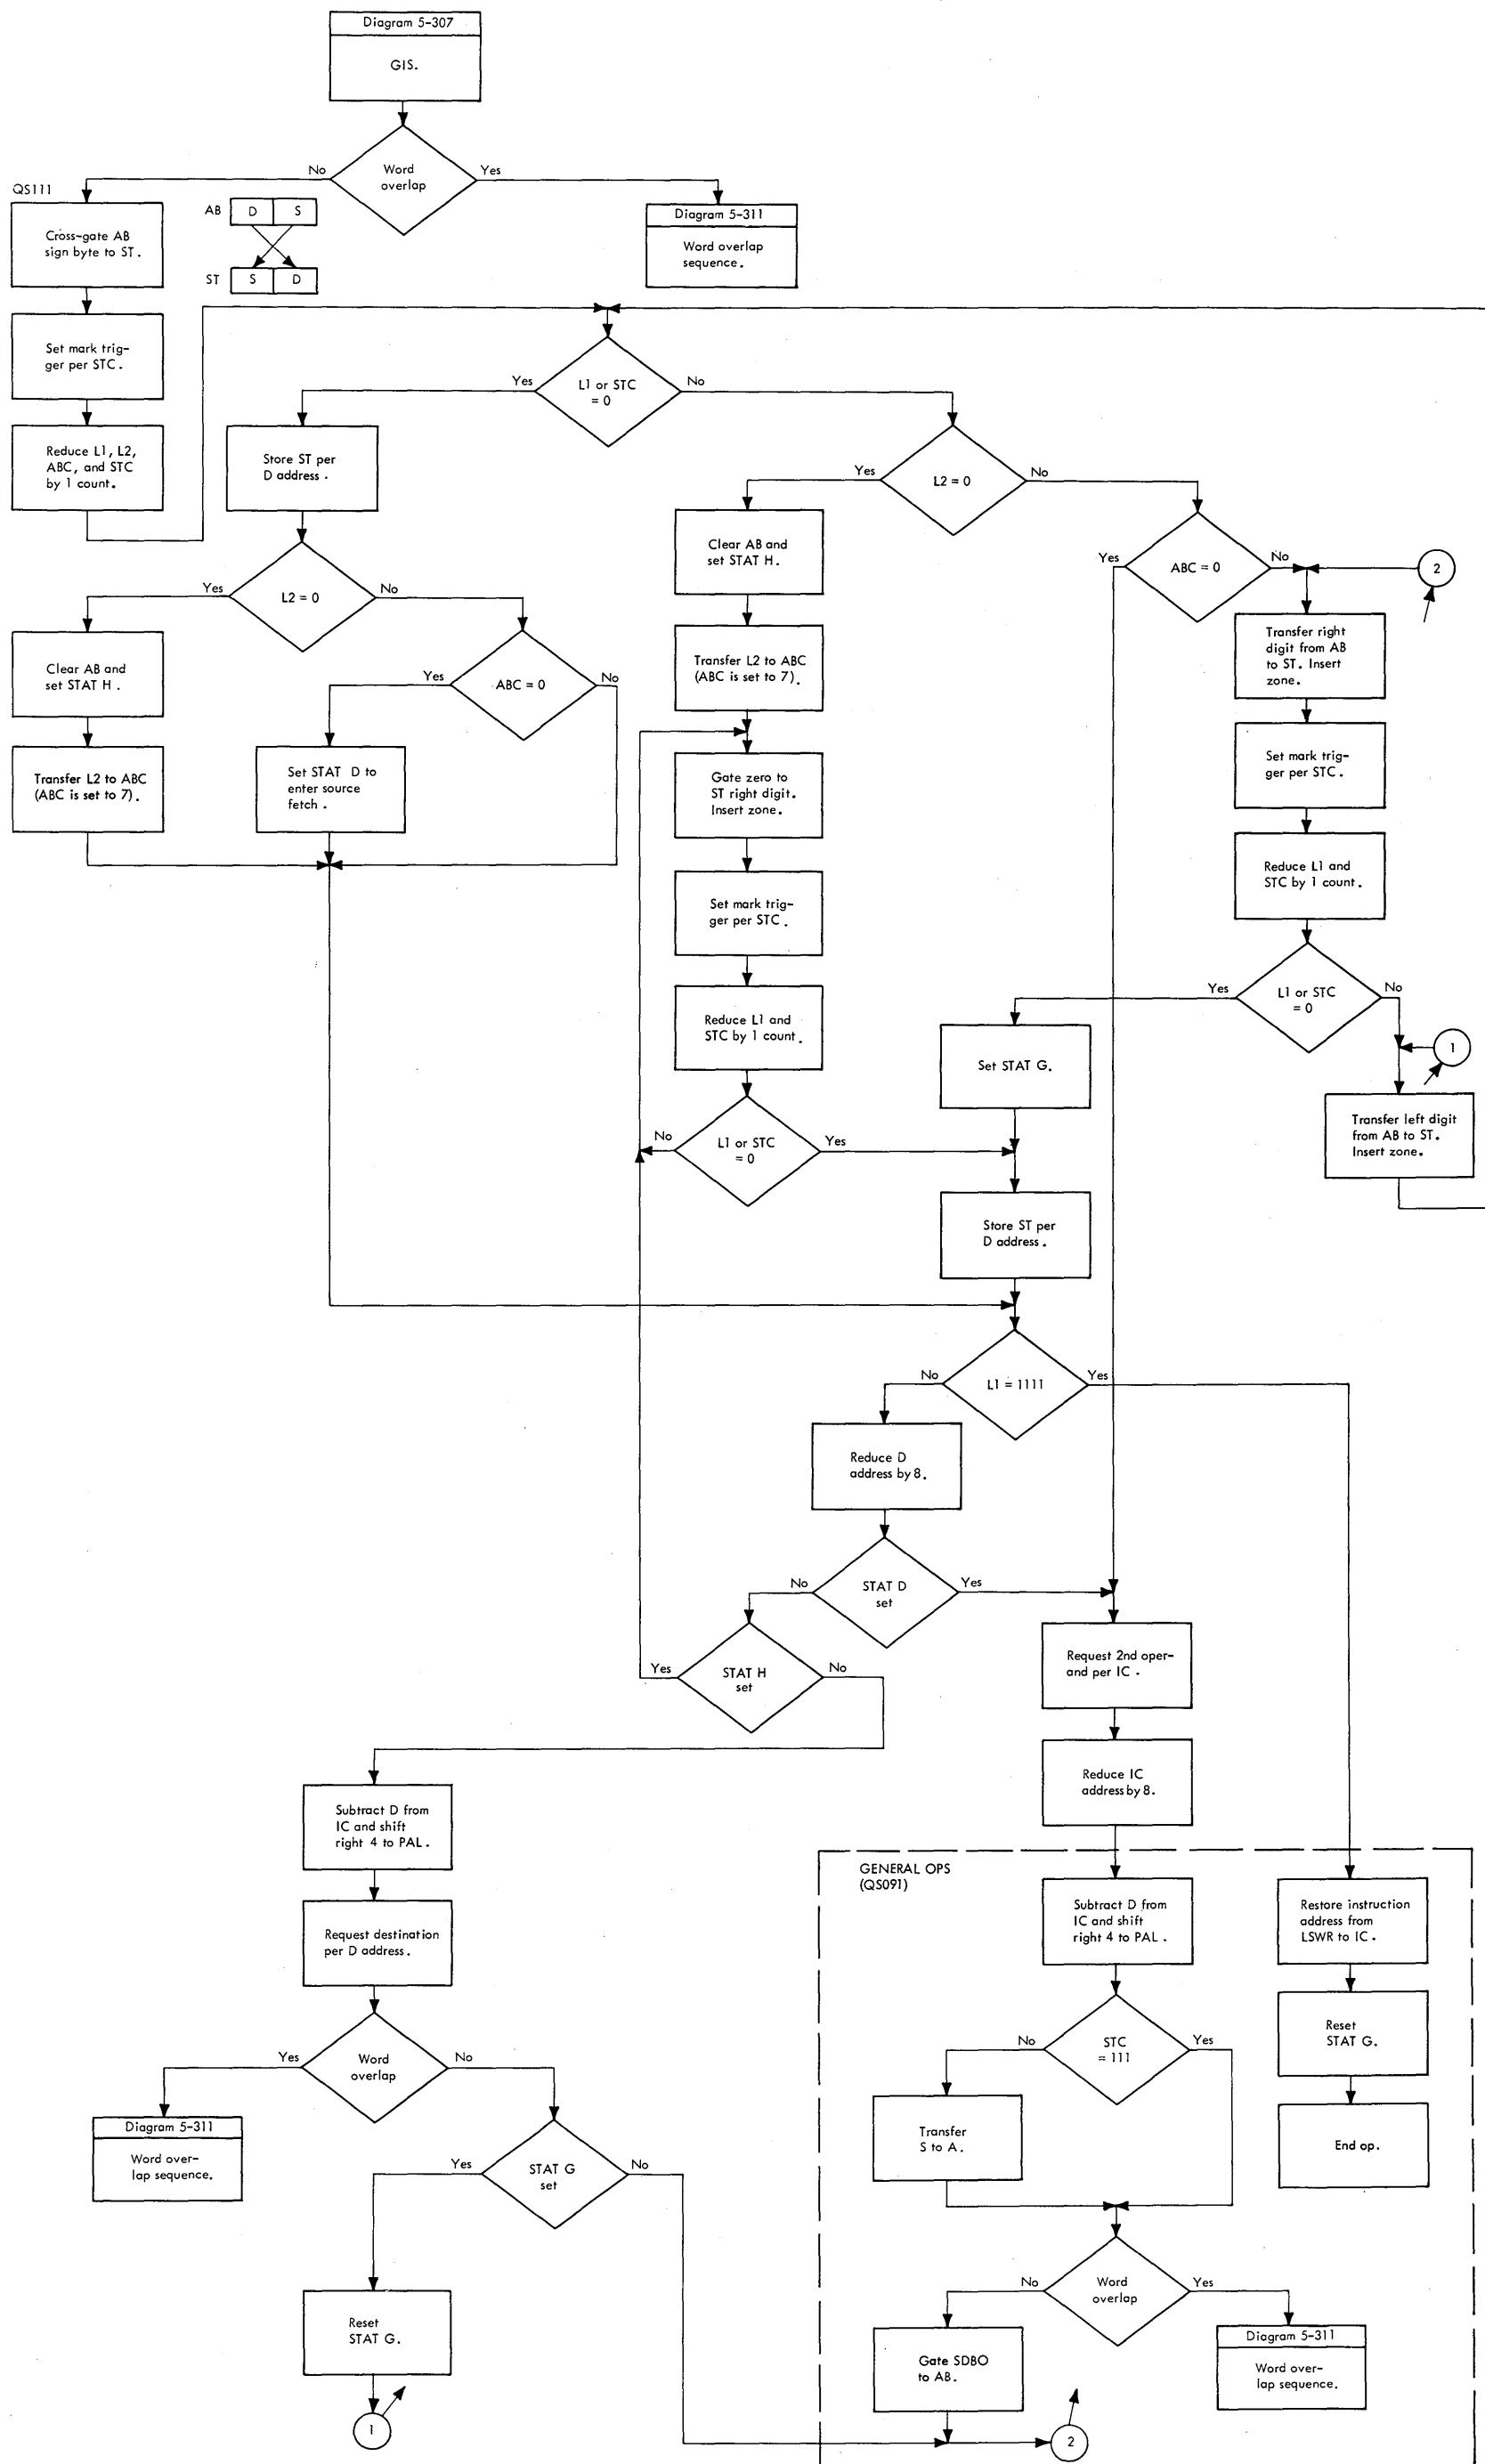 Diagram 5-307
GIS.
Word
overlap
No
Yes
QS111
Cross-gate AB
sign byte to ST.
AB
D
S
ST
S
D
Diagram 5-311
Word overlap
sequence.
Set mark trig-
ger per STC.
Reduce L1, L2,
ABC, and STC
by 1 count.
L1 or STC
= 0
Yes
No
Store ST per
D address.
L2 = 0
Yes
No
L2 = 0
Yes
No
Clear AB and
set STAT H.
ABC = 0
Yes
No
2
Clear AB and
set STAT H.
ABC = 0
Yes
No
Transfer L2 to ABC
(ABC is set to 7).
Transfer right
digit from AB
to ST. Insert
zone.
Transfer L2 to ABC
(ABC is set to 7).
Set STAT D to
enter source
fetch.
Gate zero to
ST right digit.
Insert zone.
Set mark trig-
ger per STC.
Set mark trig-
ger per STC.
Reduce L1 and
STC by 1 count.
Reduce L1 and
STC by 1 count.
L1 or STC
= 0
Yes
No
Set STAT G.
1
L1 or STC
= 0
No
Yes
Transfer left digit
from AB to ST.
Insert zone.
Store ST per
D address.
L1 = 1111
No
Yes
Reduce D
address by 8.
STAT D
set
No
Yes
STAT H
set
Yes
No
Request 2nd oper-
and per IC.
Reduce IC
address by 8.
Subtract D from
IC and shift
right 4 to PAL.
GENERAL OPS
(QS091)
Request destination
per D address.
Subtract D from
IC and shift
right 4 to PAL.
Restore instruction
address from
LSWR to IC.
Word
overlap
Yes
No
STC
= 111
No
Yes
Reset
STAT G.
Diagram 5-311
Word over-
lap sequence.
STAT G
set
Yes
No
Transfer
S to A.
End op.
Word
overlap
No
Yes
Reset
STAT G.
Gate SDBO
to AB.
Diagram 5-311
Word over-
lap sequence.
1
2